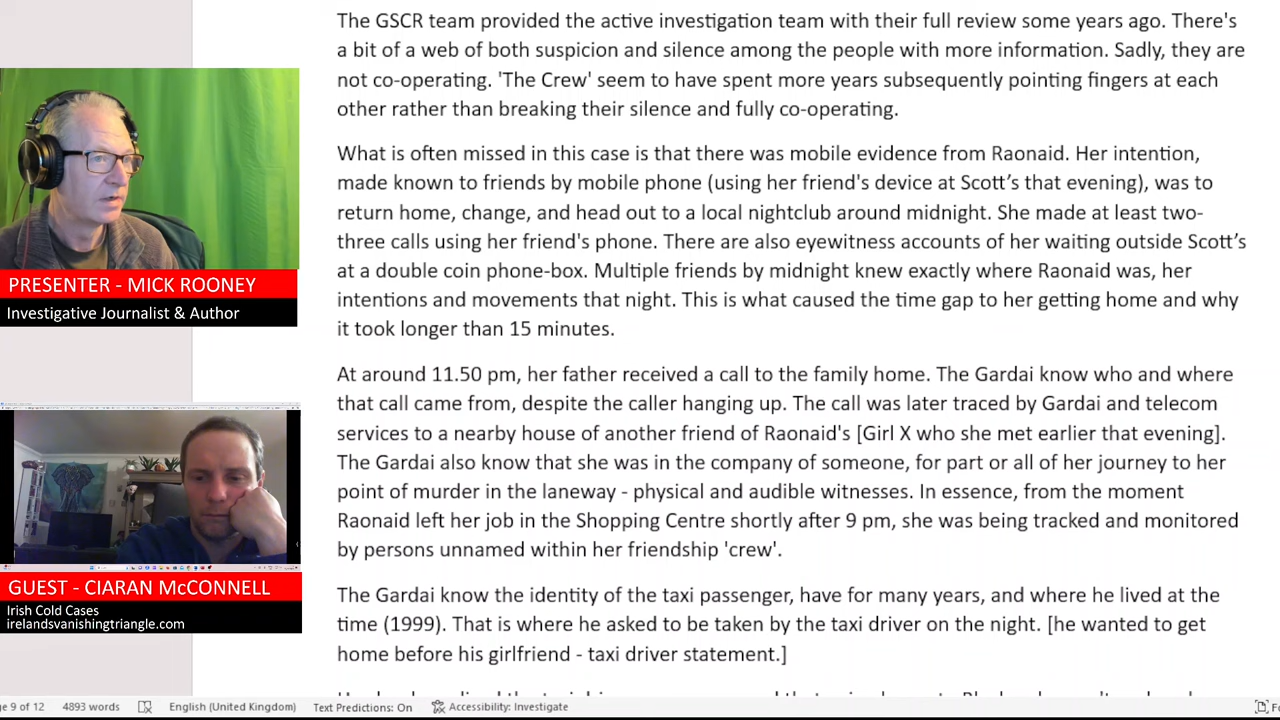 The GSCR team provided the active investigation team with their full review some years ago. There's
a bit of a web of both suspicion and silence among the people with more information. Sadly, they are
not co-operating. 'The Crew' seem to have spent more years subsequently pointing fingers at each
other rather than breaking their silence and fully co-operating.
What is often missed in this case is that there was mobile evidence from Raonaid. Her intention,
made known to friends by mobile phone (using her friend's device at Scott’s that evening), was to
return home, change, and head out to a local nightclub around midnight. She made at least two-
three calls using her friend's phone. There are also eyewitness accounts of her waiting outside Scott’s
at a double coin phone-box. Multiple friends by midnight knew exactly where Raonaid was, her
intentions and movements that night. This is what caused the time gap to her getting home and why
it took longer than 15 minutes.
At around 11.50 pm, her father received a call to the family home. The Gardai know who and where
that call came from, despite the caller hanging up. The call was later traced by Gardai and telecom
services to a nearby house of another friend of Raonaid's [Girl X who she met earlier that evening].
The Gardai also know that she was in the company of someone, for part or all of her journey to her
point of murder in the laneway - physical and audible witnesses. In essence, from the moment
Raonaid left her job in the Shopping Centre shortly after 9 pm, she was being tracked and monitored
by persons unnamed within her friendship 'crew'.
The Gardai know the identity of the taxi passenger, have for many years, and where he lived at the
time (1999). That is where he asked to be taken by the taxi driver on the night. [he wanted to get
home before his girlfriend - taxi driver statement.]
PRESENTER - MICK ROONEY
Investigative Journalist & Author
GUEST - CIARAN McCONNELL
Irish Cold Cases
irelandsvanishingtriangle.com
ge 9 of 12 4893 words English (United Kingdom) Text Predictions: On Accessibility: Investigate